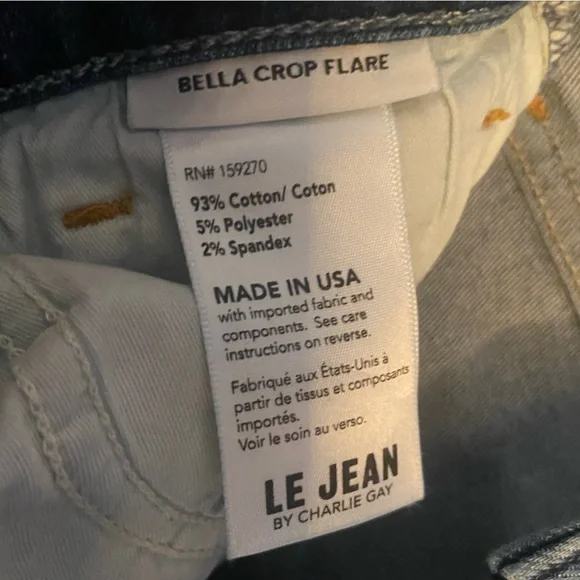 BELLA CROP FLARE
RN# 159270
93% Cotton/ Coton
5% Polyester
2% Spandex
MADE IN USA
with imported fabric and
components. See care
instructions on reverse.
Fabriqué aux États-Unis à
partir de tissus et composants
importés.
Voir le soin au verso.
LE JEAN
BY CHARLIE GAY